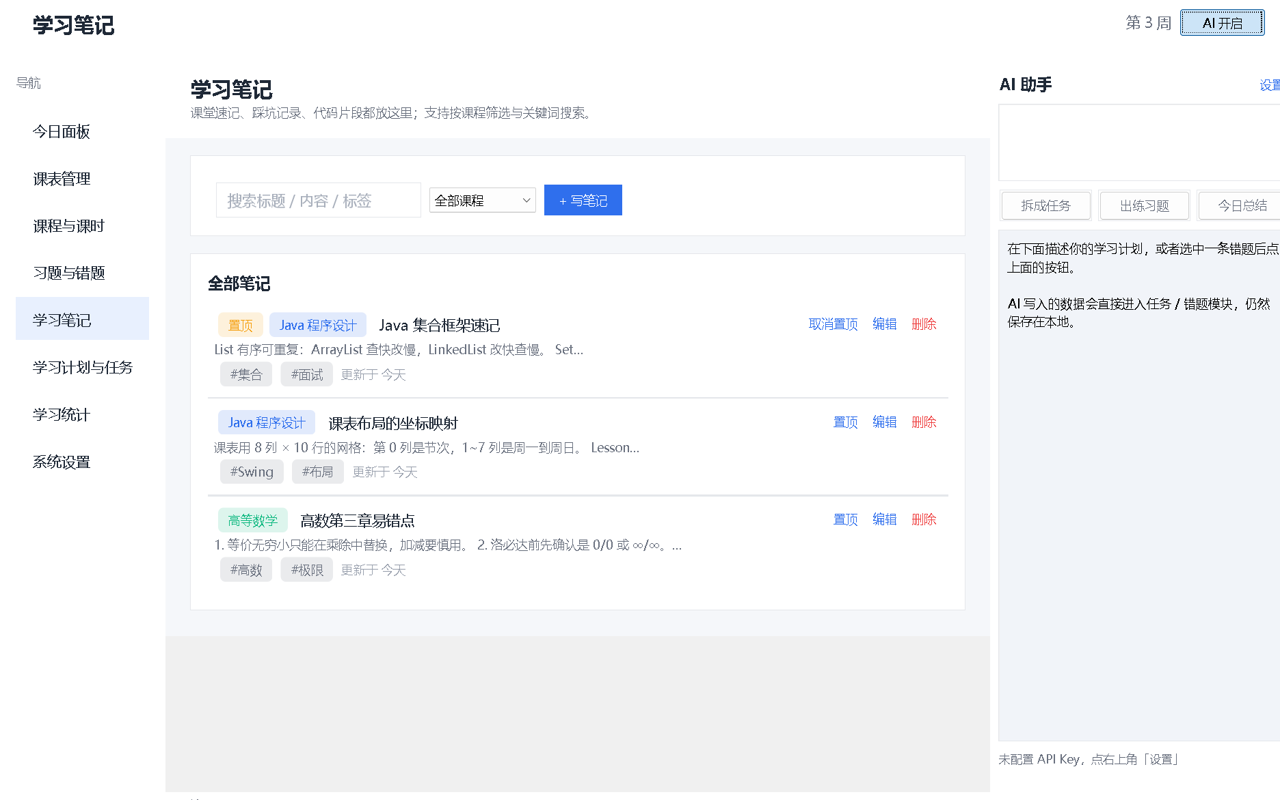 学习笔记
第 3 周
AI 开启
导航
今日面板
课表管理
课程与课时
习题与错题
学习笔记
学习计划与任务
学习统计
系统设置
学习笔记
课堂速记、踩坑记录、代码片段都放这里；支持按课程筛选与关键词搜索。
搜索标题 / 内容 / 标签
全部课程
+ 写笔记
全部笔记
置顶 Java 程序设计 Java 集合框架速记 取消置顶 编辑 删除
List 有序可重复：ArrayList 查快改慢，LinkedList 改快查慢。 Set...
#集合 #面试 更新于 今天
Java 程序设计 课表布局的坐标映射 置顶 编辑 删除
课表用 8 列 × 10 行的网格：第 0 列是节次，1~7 列是周一到周日。 Lesson...
#Swing #布局 更新于 今天
高等数学 高数第三章易错点 置顶 编辑 删除
1. 等价无穷小只能在乘除中替换，加减要慎用。 2. 洛必达前先确认是 0/0 或 ∞/∞。...
#高数 #极限 更新于 今天
AI 助手
设置
拆成任务
出练习题
今日总结
在下面描述你的学习计划，或者选中一条错题后点
上面的按钮。
AI 写入的数据会直接进入任务 / 错题模块，仍然
保存在本地。
未配置 API Key，点右上角「设置」